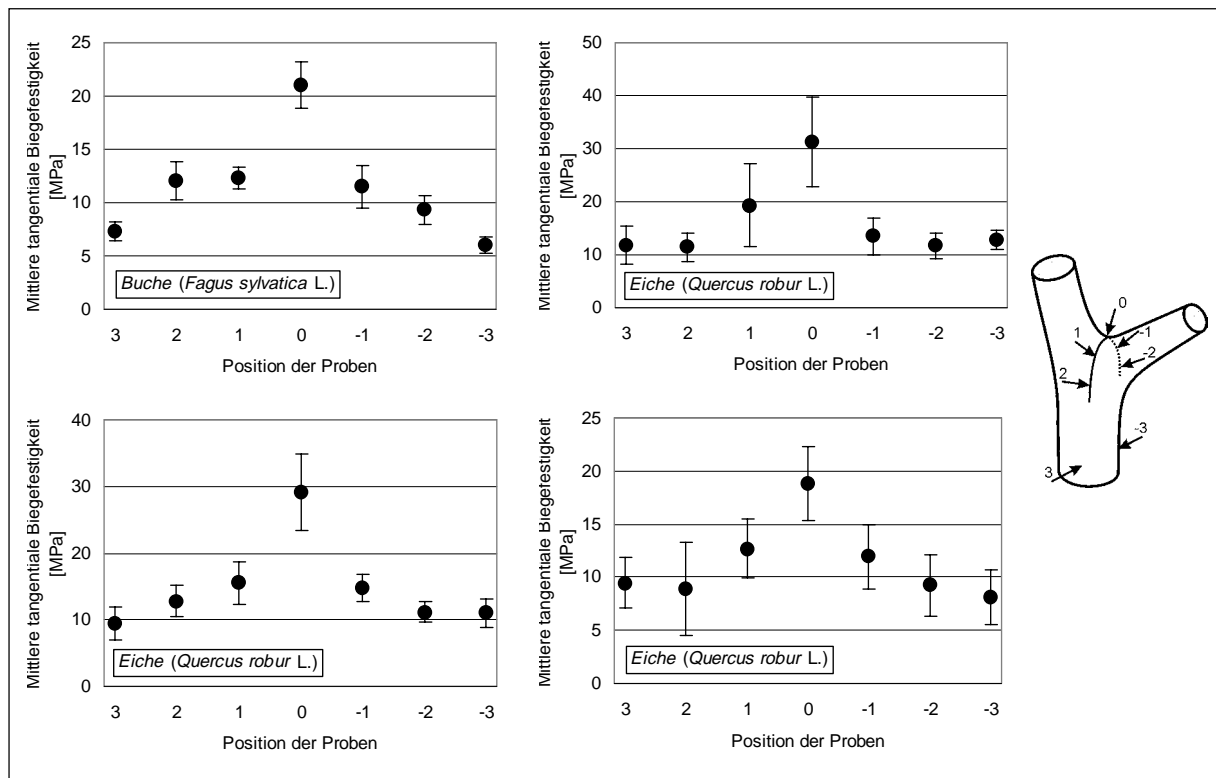 Mittlere tangentiale Biegefestigkeit
[MPa]
25
20
15
10
5
0
Buche (Fagus sylvatica L.)
3 2 1 0 -1 -2 -3
Position der Proben
Mittlere tangentiale Biegefestigkeit
[MPa]
50
40
30
20
10
0
Eiche (Quercus robur L.)
3 2 1 0 -1 -2 -3
Position der Proben
Mittlere tangentiale Biegefestigkeit
[MPa]
40
30
20
10
0
Eiche (Quercus robur L.)
3 2 1 0 -1 -2 -3
Position der Proben
Mittlere tangentiale Biegefestigkeit
[MPa]
25
20
15
10
5
0
Eiche (Quercus robur L.)
3 2 1 0 -1 -2 -3
Position der Proben
0
1
-1
-2
2
-3
3